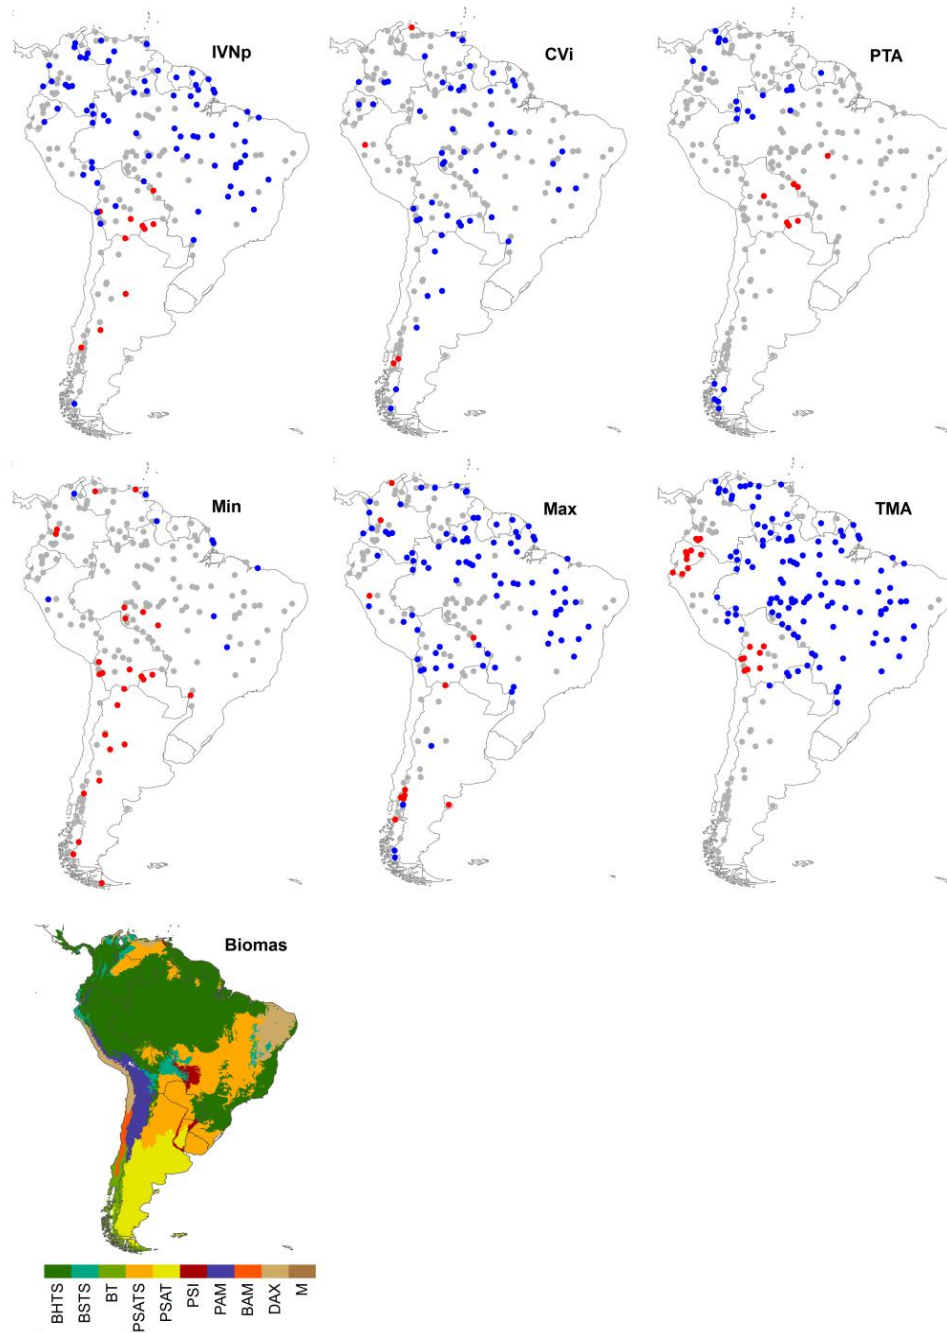 IVNp
CVi
PTA
Min
Max
TMA
Biomas
BHTS
BSTS
BT
PSATS
PSAT
PSI
PAM
BAM
DAX
M